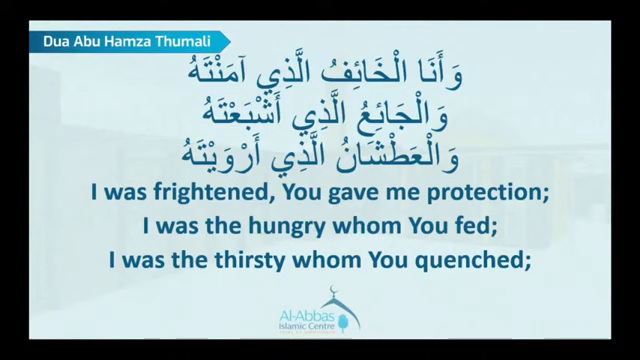 Dua Abu Hamza Thumali
وَأَنَا الْخَائِفُ الَّذِي آمَنْتَهُ
وَالْجَائِعُ الَّذِي أَشْبَعْتَهُ
وَالْعَطْشَانُ الَّذِي أَرْوَيْتَهُ
I was frightened, You gave me protection;
I was the hungry whom You fed;
I was the thirsty whom You quenched;
Al-Abbas
Islamic Centre